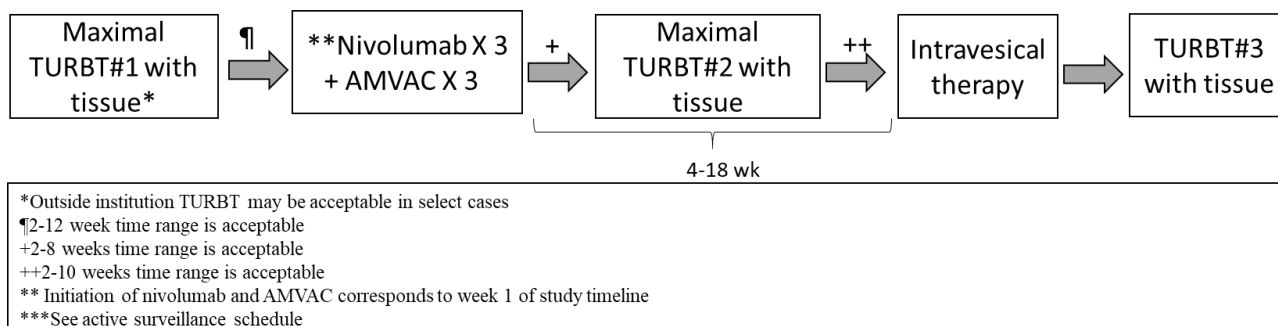 Maximal
TURBT#1 with
tissue*
¶
**Nivolumab X 3
+ AMVAC X 3
+
Maximal
TURBT#2 with
tissue
++
Intravesical
therapy
TURBT#3
with tissue
4-18 wk
*Outside institution TURBT may be acceptable in select cases
¶2-12 week time range is acceptable
+2-8 weeks time range is acceptable
++2-10 weeks time range is acceptable
** Initiation of nivolumab and AMVAC corresponds to week 1 of study timeline
***See active surveillance schedule